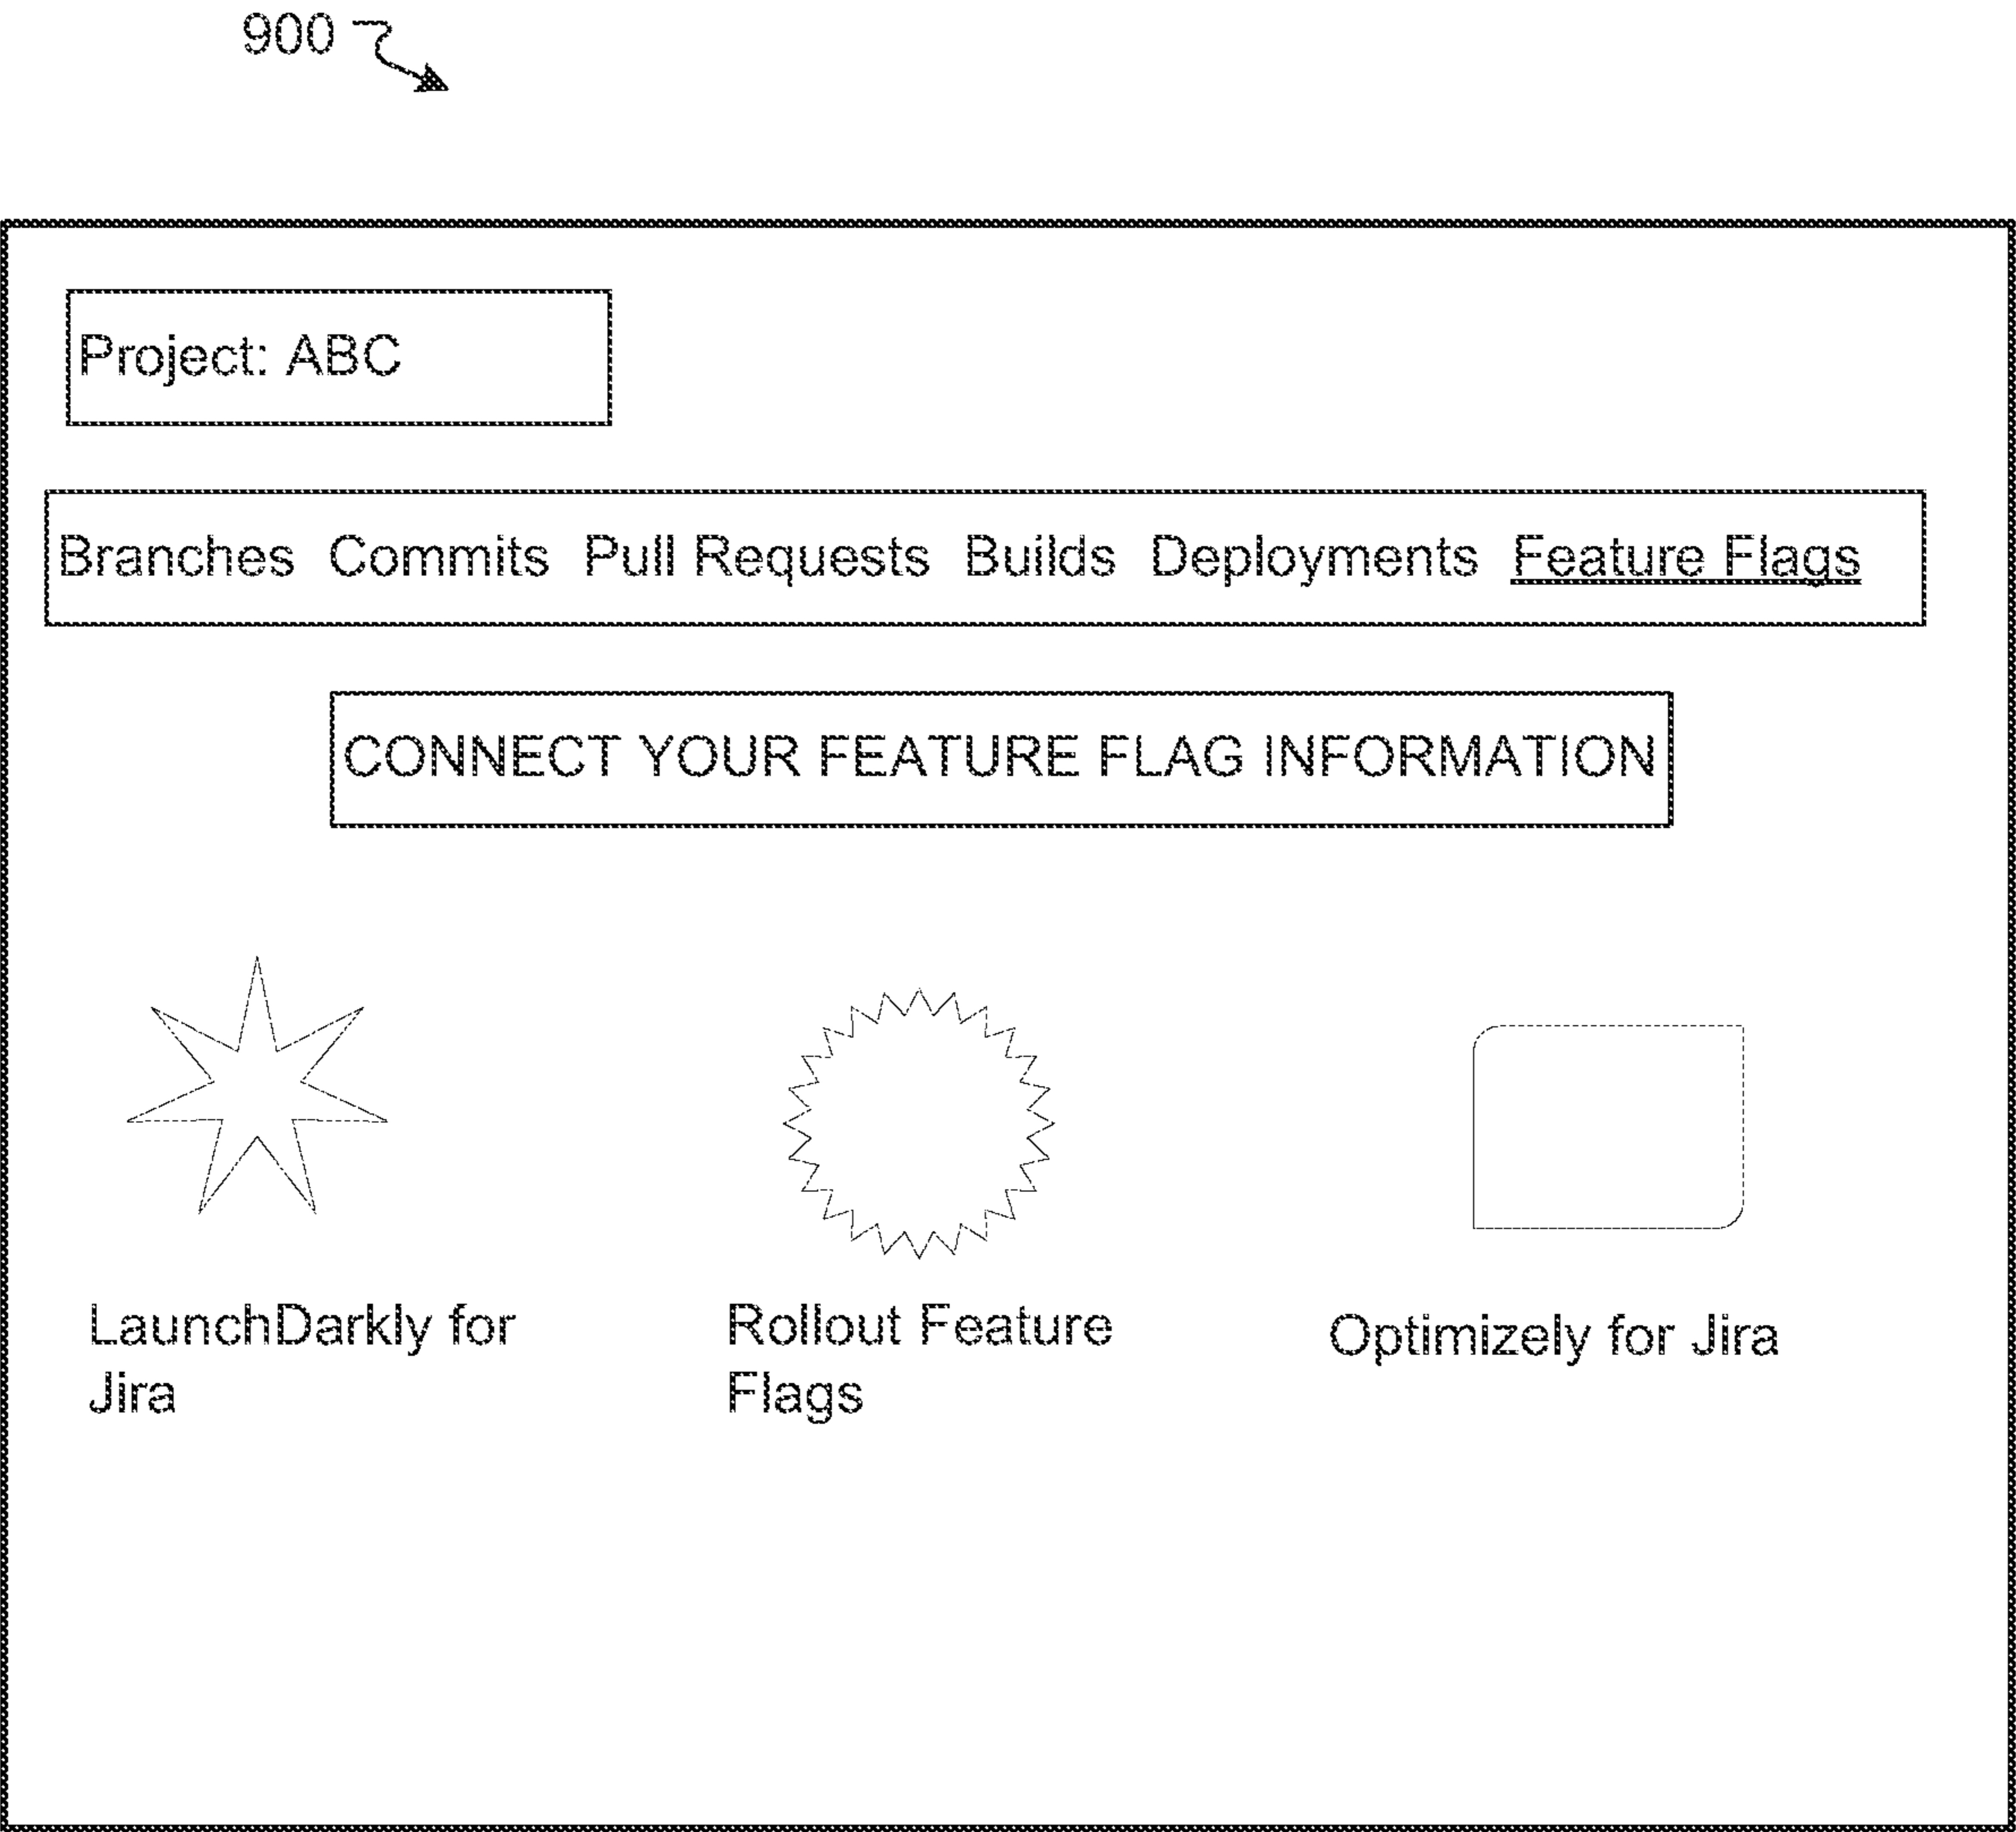 900
Project: ABC
Branches Commits Pull Requests Builds Deployments Feature Flags
CONNECT YOUR FEATURE FLAG INFORMATION
LaunchDarkly for
Jira
Rollout Feature
Flags
Optimizely for Jira